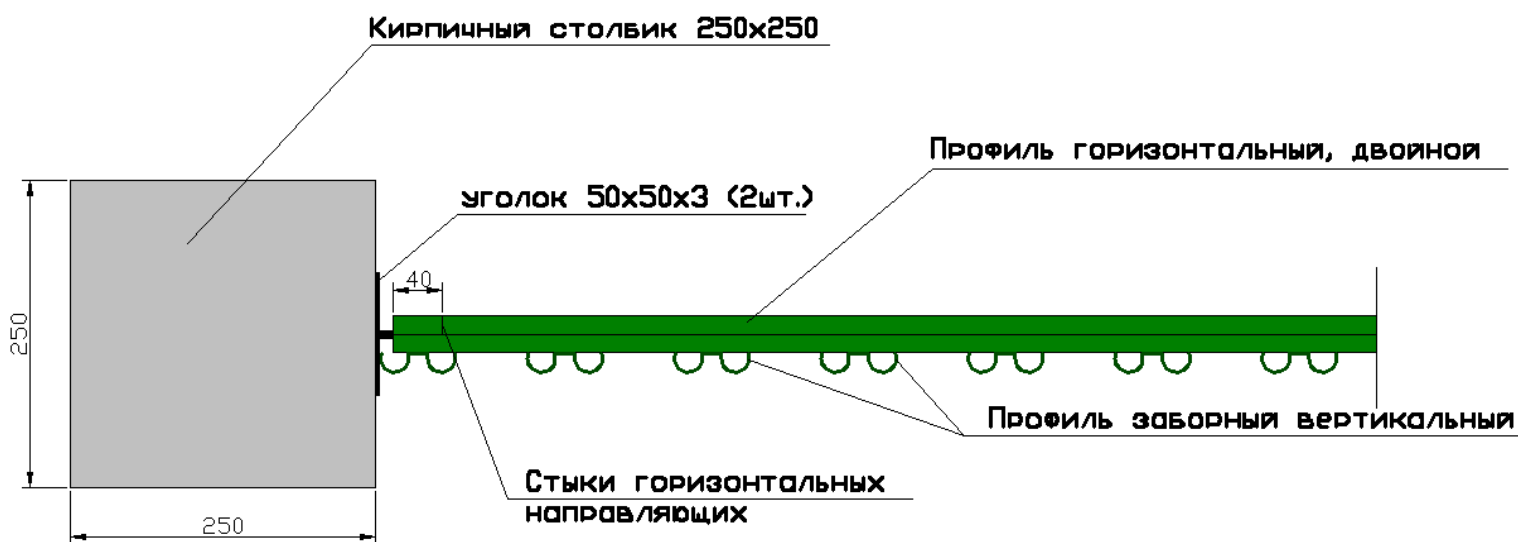 Кирпичный столбик 250x250
Профиль горизонтальный, двойной
уголок 50x50x3 (2шт.)
40
250
Профиль заборный вертикальный
Стыки горизонтальных
направляющих
250